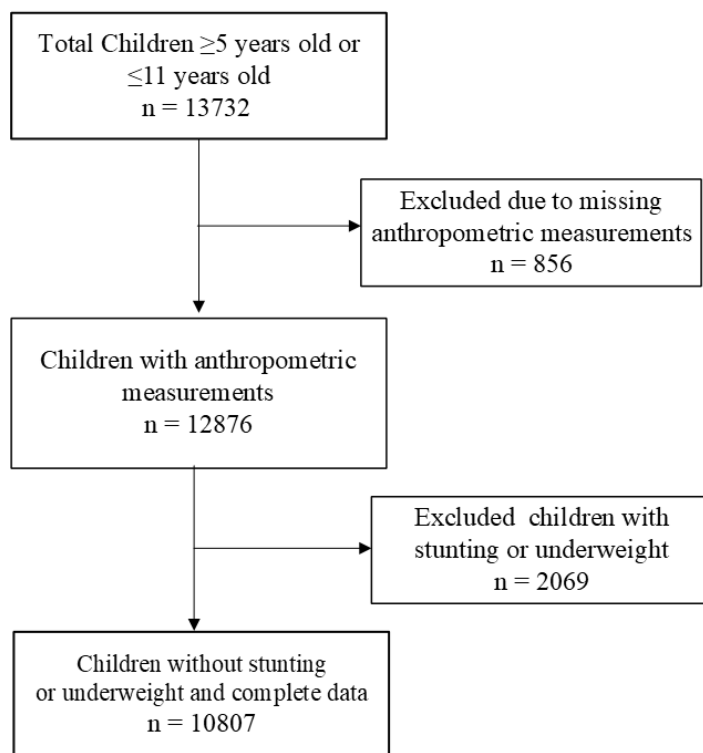 Total Children ≥5 years old or
≤11 years old
n = 13732
Excluded due to missing
anthropometric measurements
n = 856
Children with anthropometric
measurements
n = 12876
Excluded children with
stunting or underweight
n = 2069
Children without stunting
or underweight and complete data
n = 10807